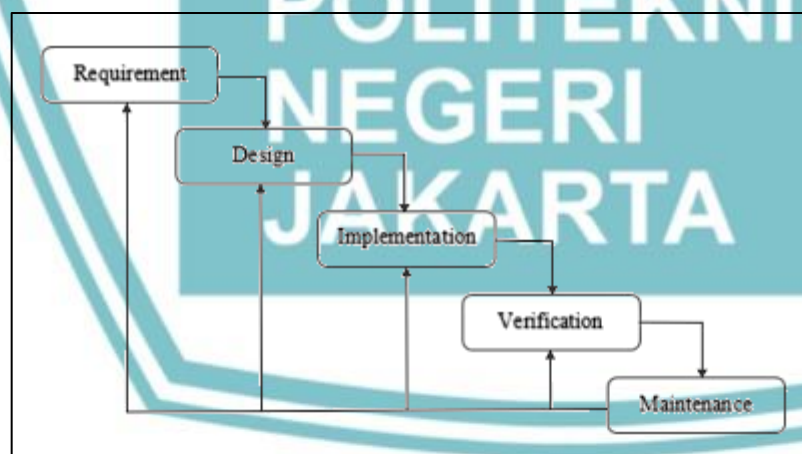 POLITEKNI
NEGERI
JAKARTA
Requirement
Design
Implementation
Verification
Maintenance